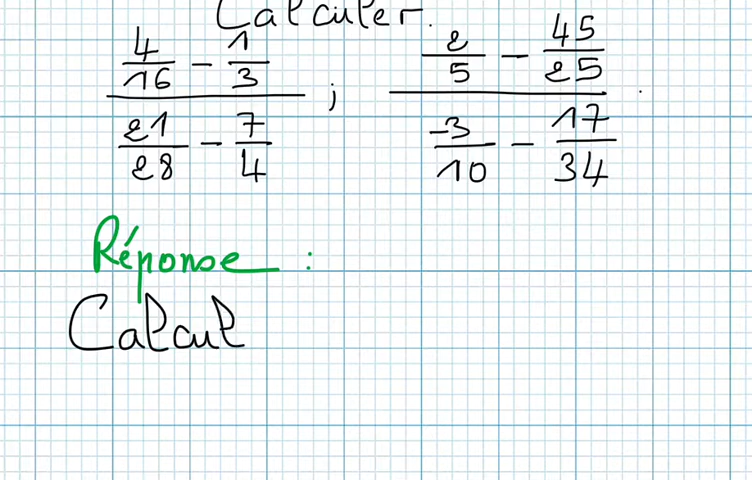 Calculer.
4/16 - 1/3 / 21/28 - 7/4 ; 2/5 - 45/25 / -3/10 - 17/34 .
Réponse :
Calcul